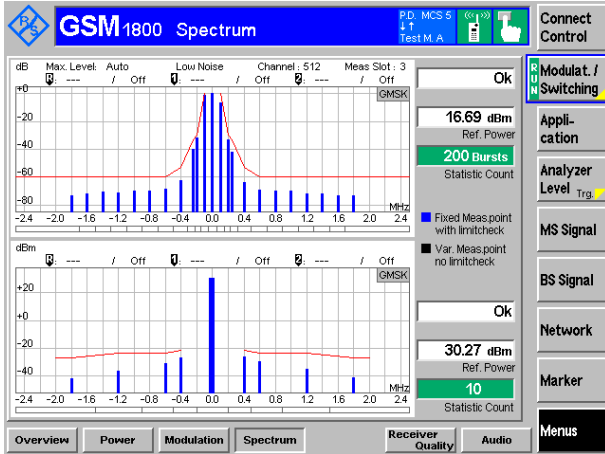 R&S
GSM 1800 Spectrum
P.D. MCS 5
Test M. A
Connect Control
dB Max. Level: Auto Low Noise Channel : 512 Meas Slot : 3
R: --- / Off 1: --- / Off 2: --- / Off
GMSK
+0
-20
-40
-60
-80
MHz
-2.4 -2.0 -1.6 -1.2 -0.8 -0.4 0.0 0.4 0.8 1.2 1.6 2.0 2.4
Ok
16.69 dBm
Ref. Power
200 Bursts
Statistic Count
Fixed Meas.point
with limitcheck
Var. Meas.point
no limitcheck
dBm
R: --- / Off 1: --- / Off 2: --- / Off
GMSK
+20
+0
-20
-40
MHz
-2.4 -2.0 -1.6 -1.2 -0.8 -0.4 0.0 0.4 0.8 1.2 1.6 2.0 2.4
Ok
30.27 dBm
Ref. Power
10
Statistic Count
RUN
Modulat. /
Switching
Appli-
cation
Analyzer
Level Trg.
MS Signal
BS Signal
Network
Marker
Menus
Overview Power Modulation Spectrum Receiver Quality Audio